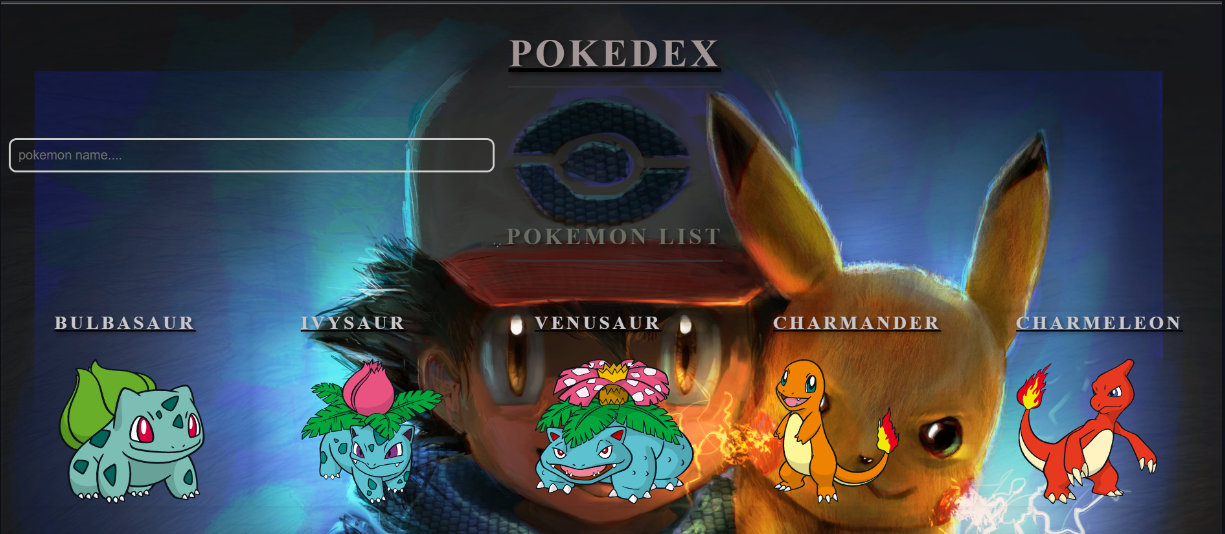 POKEDEX
pokemon name....
POKEMON LIST
BULBASAUR IVYSAUR VENUSAUR CHARMANDER CHARMELEON